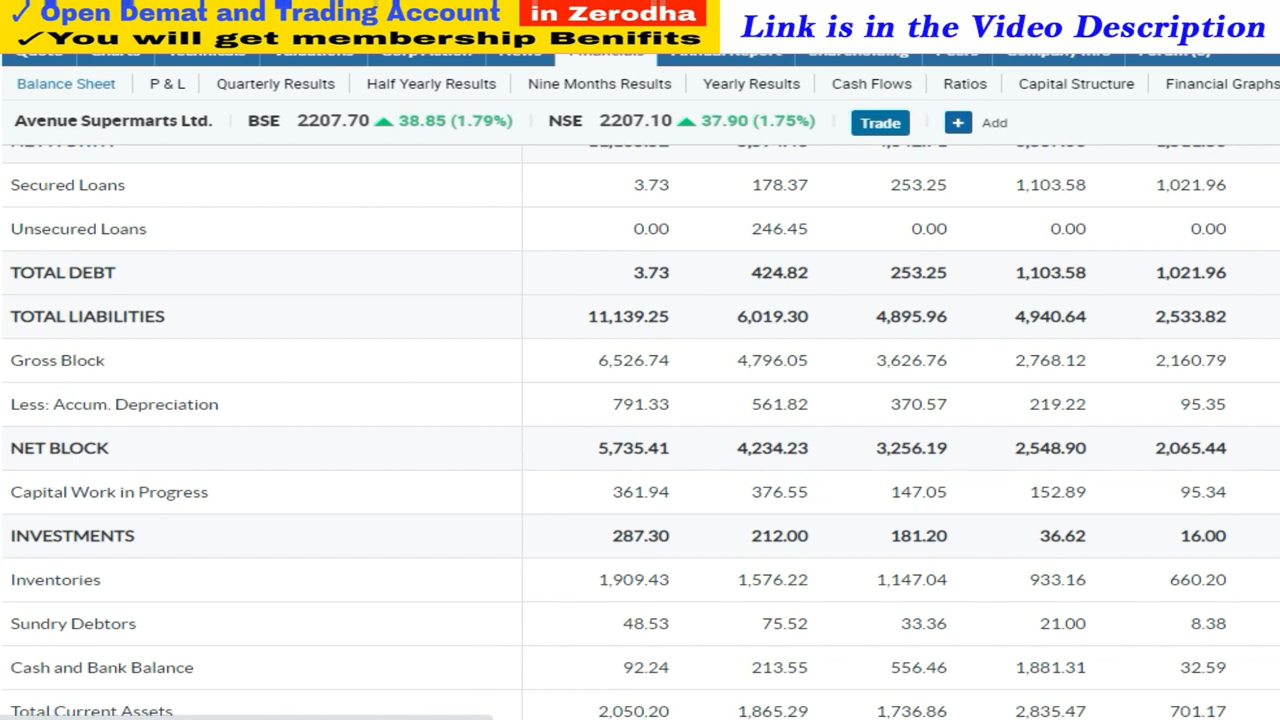 ✓ Open Demat and Trading Account in Zerodha
✓You will get membership Benifits
Link is in the Video Description
Balance Sheet P & L Quarterly Results Half Yearly Results Nine Months Results Yearly Results Cash Flows Ratios Capital Structure Financial Graphs
Avenue Supermarts Ltd. BSE 2207.70 38.85 (1.79%) NSE 2207.10 37.90 (1.75%) Trade + Add
Secured Loans 3.73 178.37 253.25 1,103.58 1,021.96
Unsecured Loans 0.00 246.45 0.00 0.00 0.00
TOTAL DEBT 3.73 424.82 253.25 1,103.58 1,021.96
TOTAL LIABILITIES 11,139.25 6,019.30 4,895.96 4,940.64 2,533.82
Gross Block 6,526.74 4,796.05 3,626.76 2,768.12 2,160.79
Less: Accum. Depreciation 791.33 561.82 370.57 219.22 95.35
NET BLOCK 5,735.41 4,234.23 3,256.19 2,548.90 2,065.44
Capital Work in Progress 361.94 376.55 147.05 152.89 95.34
INVESTMENTS 287.30 212.00 181.20 36.62 16.00
Inventories 1,909.43 1,576.22 1,147.04 933.16 660.20
Sundry Debtors 48.53 75.52 33.36 21.00 8.38
Cash and Bank Balance 92.24 213.55 556.46 1,881.31 32.59
Total Current Assets 2,050.20 1,865.29 1,736.86 2,835.47 701.17